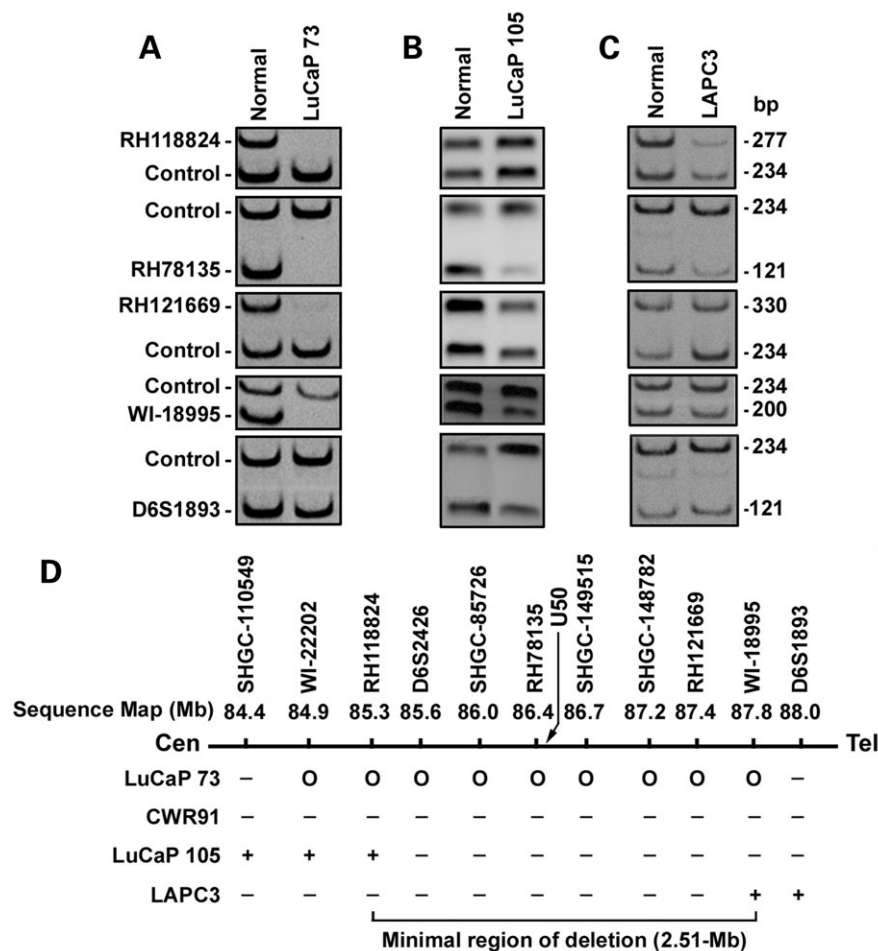 A B C
Normal LuCaP 73 Normal LuCaP 105 Normal LAPC3 bp
RH118824 - -277
Control - -234
Control - -234
RH78135 - -121
RH121669 - -330
Control - -234
Control - -234
WI-18995 - -200
Control - -234
D6S1893 - -121
D
SHGC-110549 WI-22202 RH118824 D6S2426 SHGC-85726 RH78135 U50 SHGC-149515 SHGC-148782 RH121669 WI-18995 D6S1893
Sequence Map (Mb) 84.4 84.9 85.3 85.6 86.0 86.4 86.7 87.2 87.4 87.8 88.0
Cen Tel
LuCaP 73 – O O O O O O O O O –
CWR91 – – – – – – – – – – –
LuCaP 105 + + + – – – – – – – –
LAPC3 – – – – – – – – – + +
Minimal region of deletion (2.51-Mb)